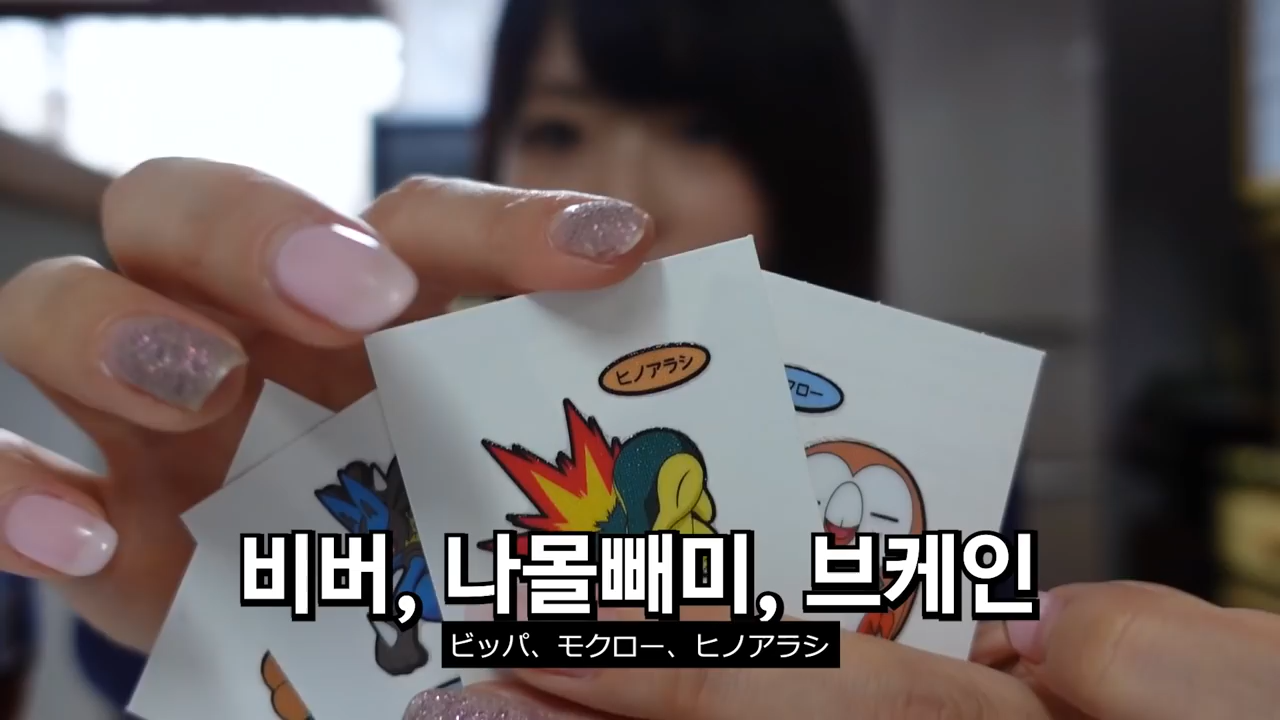 ヒノアラシ
クロー
비버, 나몰빼미, 브케인
ビッパ、モクロー、ヒノアラシ